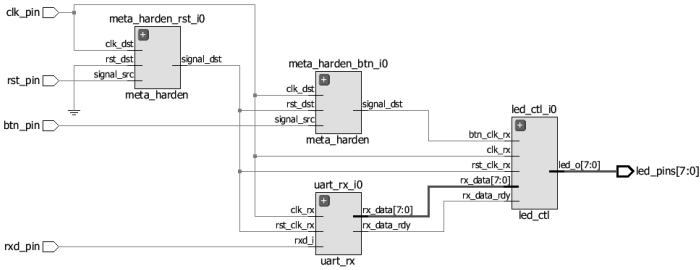 clk_pin
rst_pin
btn_pin
rxd_pin
meta_harden_rst_i0
clk_dst
rst_dst
signal_src
signal_dst
meta_harden
meta_harden_btn_i0
clk_dst
rst_dst
signal_src
signal_dst
meta_harden
uart_rx_i0
clk_rx
rst_clk_rx
rxd_i
rx_data[7:0]
rx_data_rdy
uart_rx
led_ctl_i0
btn_clk_rx
clk_rx
rst_clk_rx
rx_data[7:0]
rx_data_rdy
led_o[7:0]
led_ctl
led_pins[7:0]